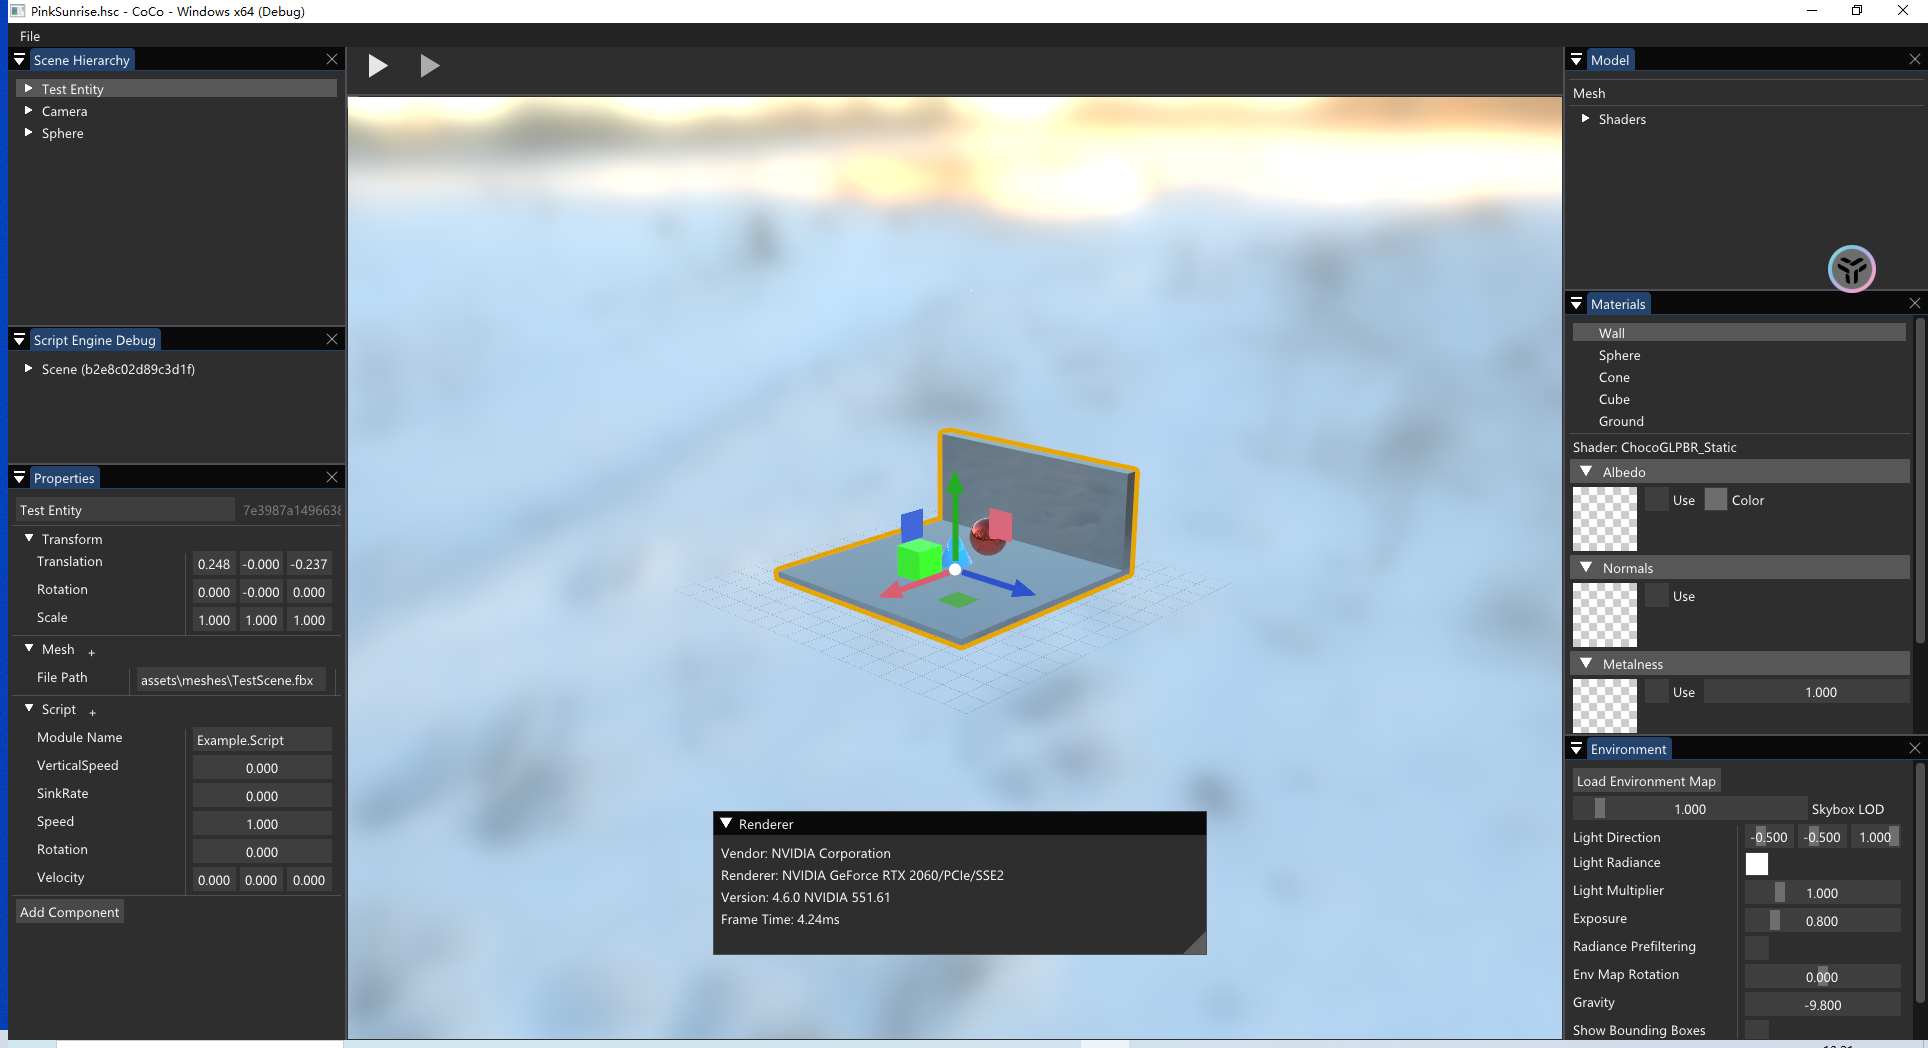 PinkSunrise.hsc - CoCo - Windows x64 (Debug)
File
Scene Hierarchy
Test Entity
Camera
Sphere
Script Engine Debug
Scene (b2e8c02d89c3d1f)
Properties
Test Entity 7e3987a1496638
Transform
Translation 0.248 -0.000 -0.237
Rotation 0.000 -0.000 0.000
Scale 1.000 1.000 1.000
Mesh +
File Path assets\meshes\TestScene.fbx
Script +
Module Name Example.Script
VerticalSpeed 0.000
SinkRate 0.000
Speed 1.000
Rotation 0.000
Velocity 0.000 0.000 0.000
Add Component
Renderer
Vendor: NVIDIA Corporation
Renderer: NVIDIA GeForce RTX 2060/PCIe/SSE2
Version: 4.6.0 NVIDIA 551.61
Frame Time: 4.24ms
Model
Mesh
Shaders
Materials
Wall
Sphere
Cone
Cube
Ground
Shader: ChocoGLPBR_Static
Albedo
Use Color
Normals
Use
Metalness
Use 1.000
Environment
Load Environment Map
1.000 Skybox LOD
Light Direction -0.500 -0.500 1.000
Light Radiance
Light Multiplier 1.000
Exposure 0.800
Radiance Prefiltering
Env Map Rotation 0.000
Gravity -9.800
Show Bounding Boxes